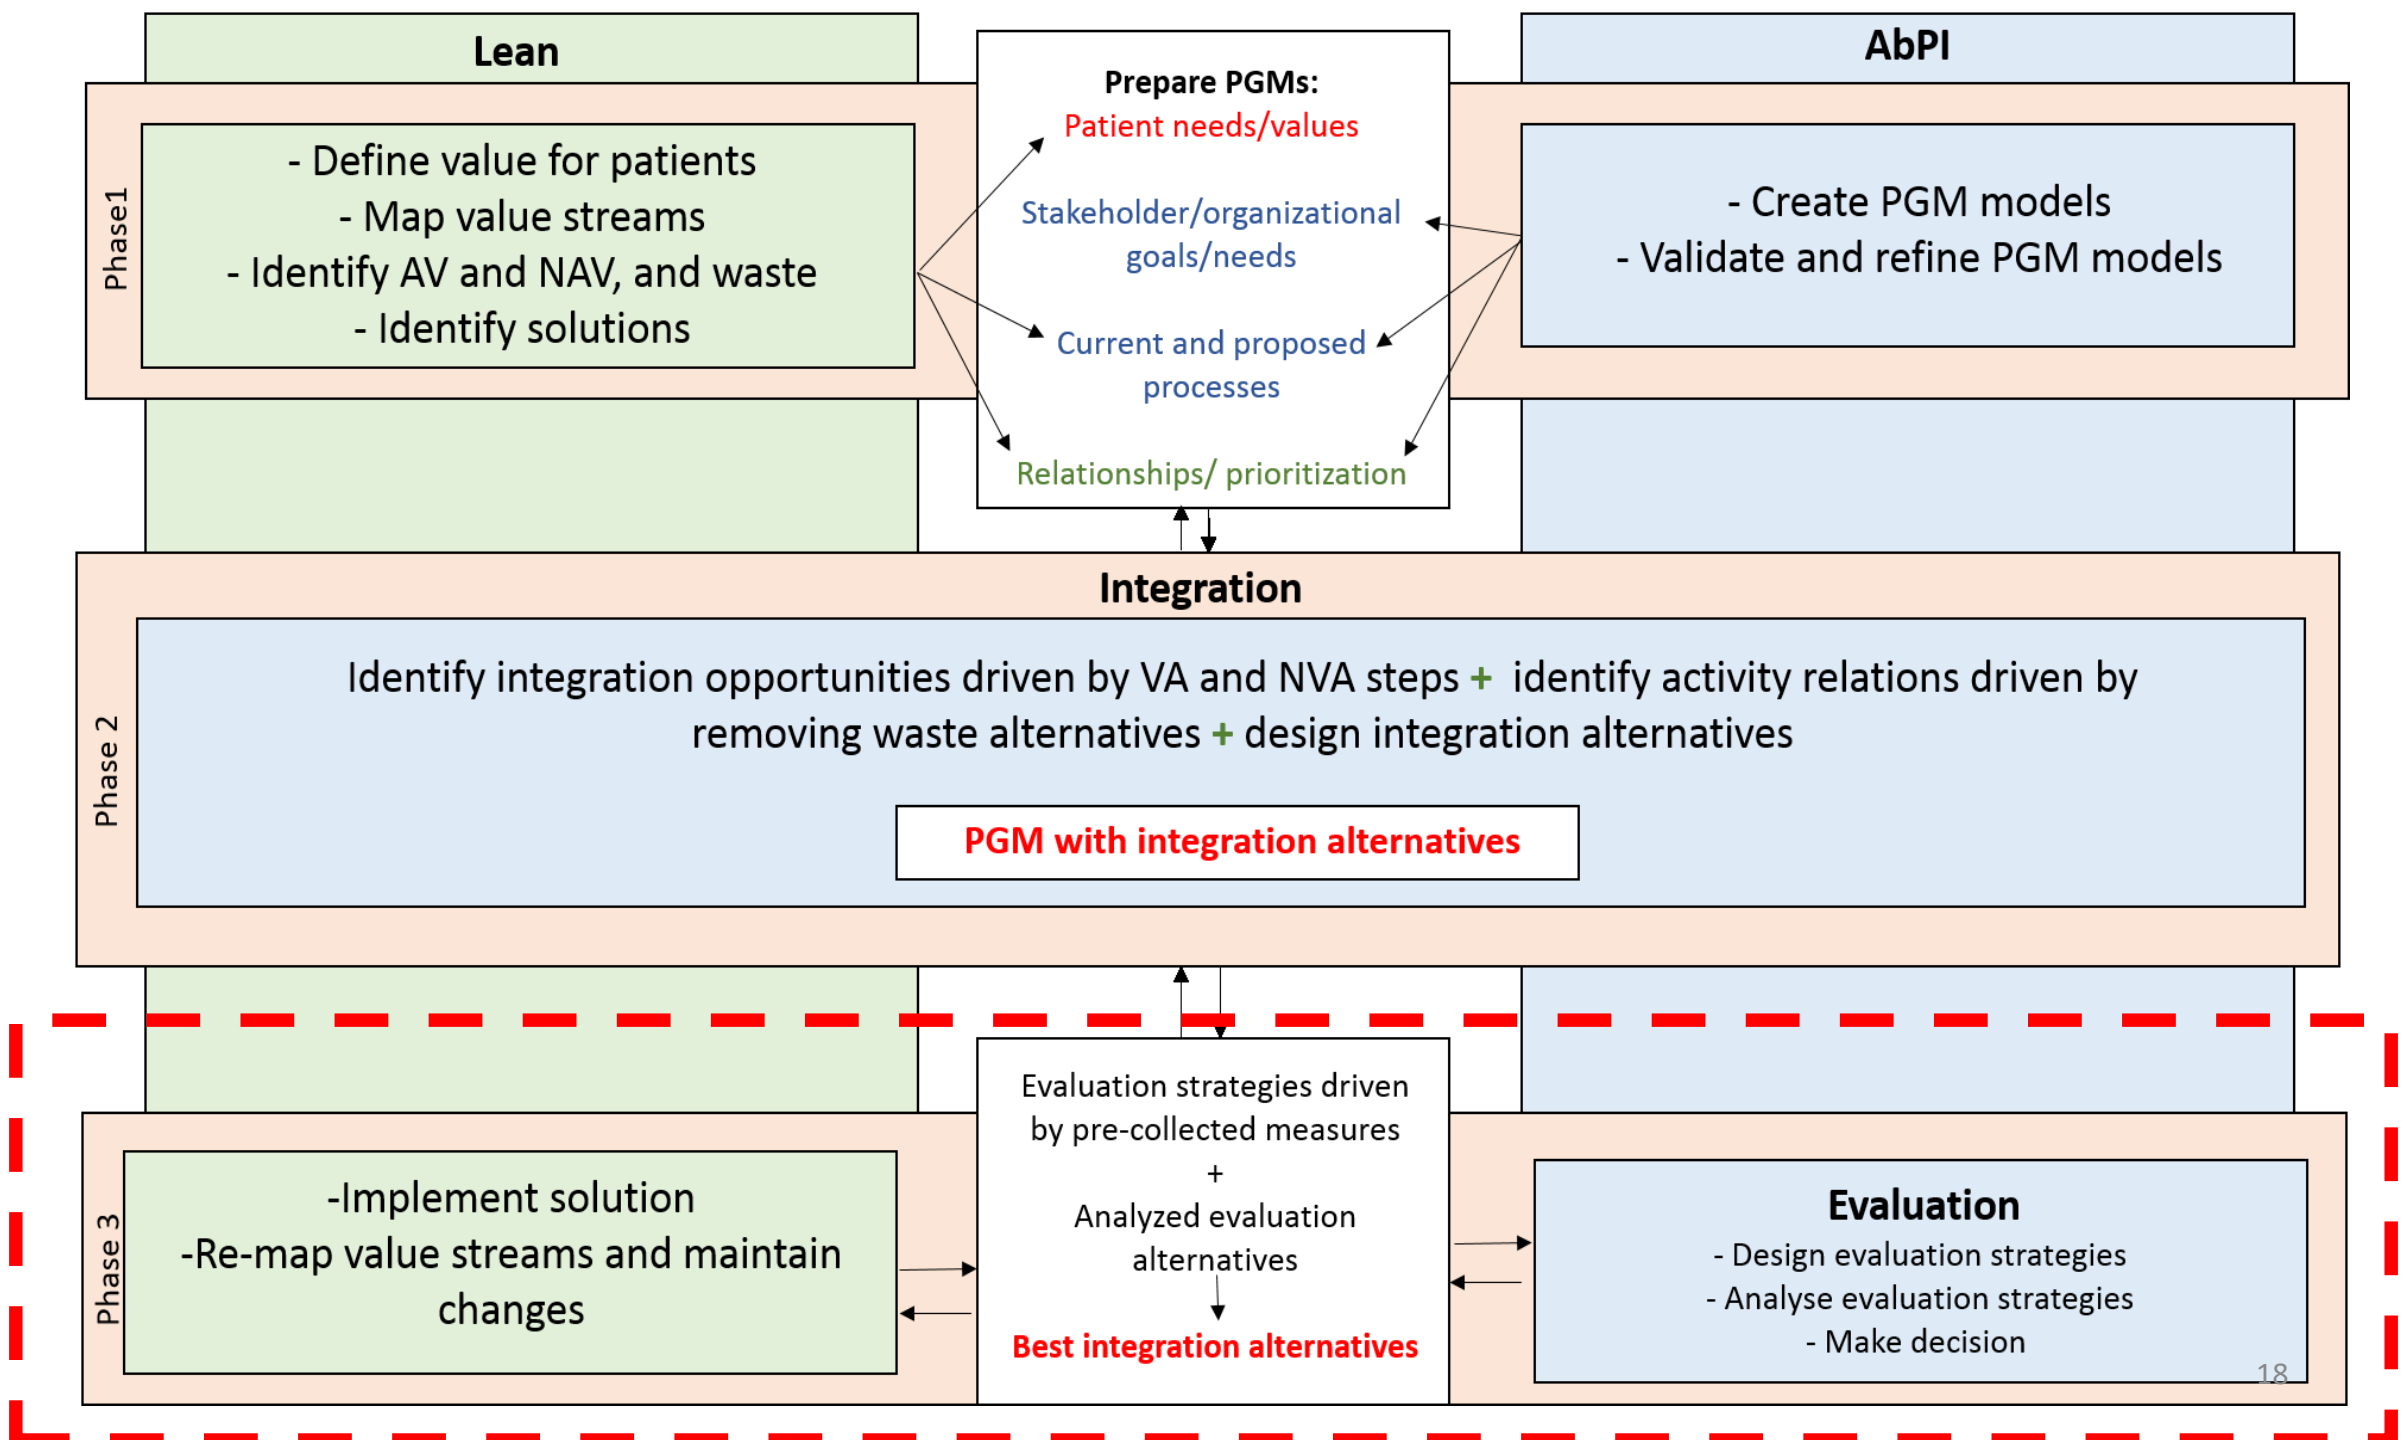 Lean
AbPI
Phase1
- Define value for patients
- Map value streams
- Identify AV and NAV, and waste
- Identify solutions
Prepare PGMs:
Patient needs/values
Stakeholder/organizational
goals/needs
Current and proposed
processes
Relationships/ prioritization
- Create PGM models
- Validate and refine PGM models
Integration
Phase 2
Identify integration opportunities driven by VA and NVA steps + identify activity relations driven by
removing waste alternatives + design integration alternatives
PGM with integration alternatives
Phase 3
-Implement solution
-Re-map value streams and maintain
changes
Evaluation strategies driven
by pre-collected measures
+
Analyzed evaluation
alternatives
Best integration alternatives
Evaluation
- Design evaluation strategies
- Analyse evaluation strategies
- Make decision
18